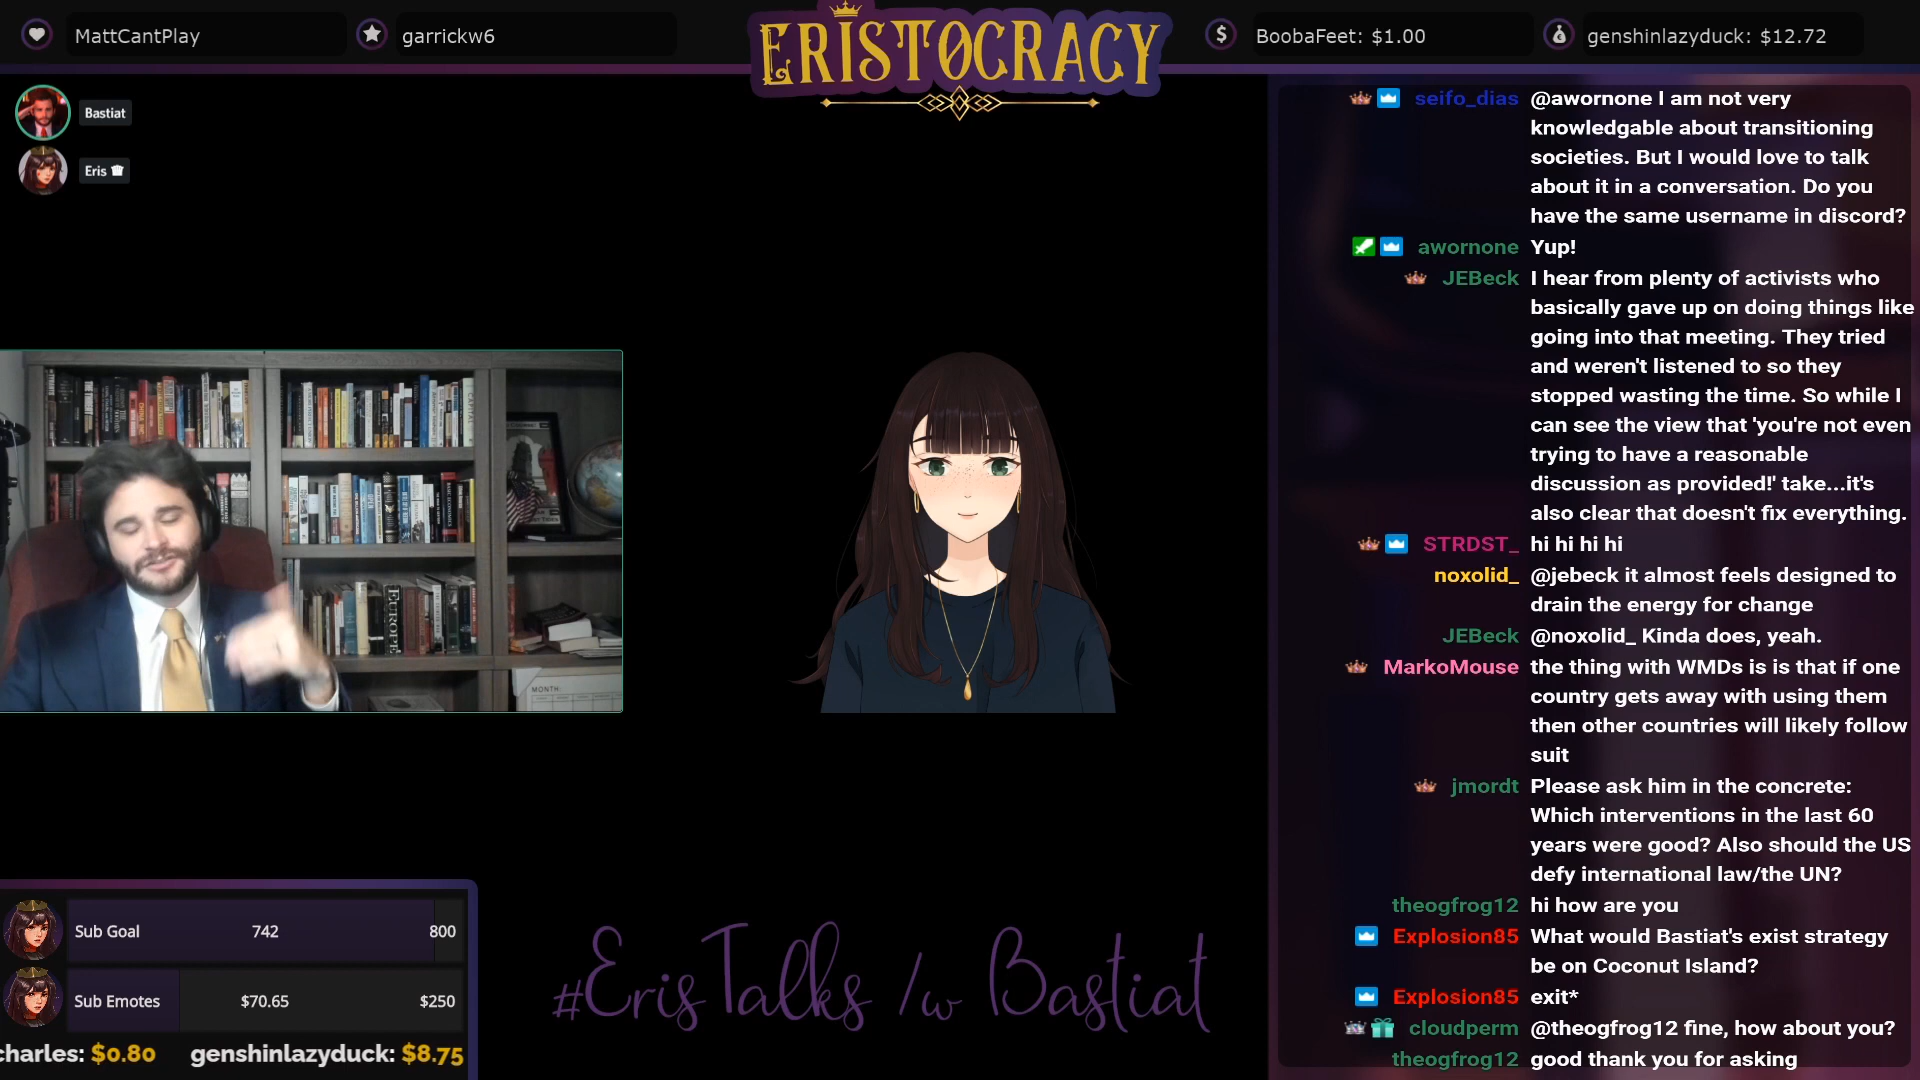 MattCantPlay
garrickw6
ERISTOCRACY
BoobaFeet: $1.00
genshinlazyduck: $12.72
Bastiat
Eris
EUROPE
MONTH:
Sub Goal 742 800
Sub Emotes $70.65 $250
charles: $0.80 genshinlazyduck: $8.75
#ErisTalks /w Bastiat
seifo_dias @awornone I am not very
knowledgable about transitioning
societies. But I would love to talk
about it in a conversation. Do you
have the same username in discord?
awornone Yup!
JEBeck I hear from plenty of activists who
basically gave up on doing things like
going into that meeting. They tried
and weren't listened to so they
stopped wasting the time. So while I
can see the view that 'you're not even
trying to have a reasonable
discussion as provided!' take...it's
also clear that doesn't fix everything.
STRDST_ hi hi hi hi
noxolid_ @jebeck it almost feels designed to
drain the energy for change
JEBeck @noxolid_ Kinda does, yeah.
MarkoMouse the thing with WMDs is is that if one
country gets away with using them
then other countries will likely follow
suit
jmordt Please ask him in the concrete:
Which interventions in the last 60
years were good? Also should the US
defy international law/the UN?
theogfrog12 hi how are you
Explosion85 What would Bastiat's exist strategy
be on Coconut Island?
Explosion85 exit*
cloudperm @theogfrog12 fine, how about you?
theogfrog12 good thank you for asking